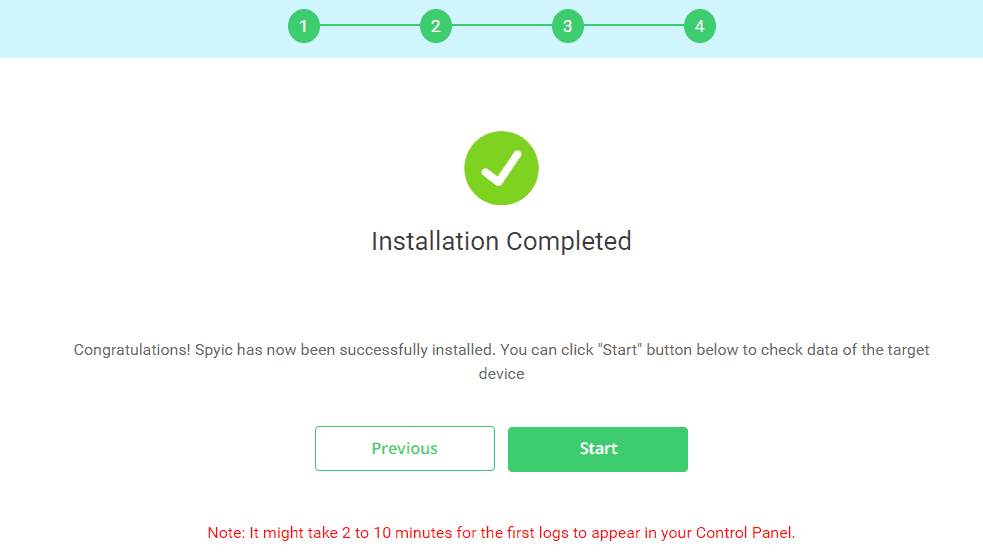 1 2 3 4
Installation Completed
Congratulations! Spyic has now been successfully installed. You can click "Start" button below to check data of the target
device
Previous Start
Note: It might take 2 to 10 minutes for the first logs to appear in your Control Panel.